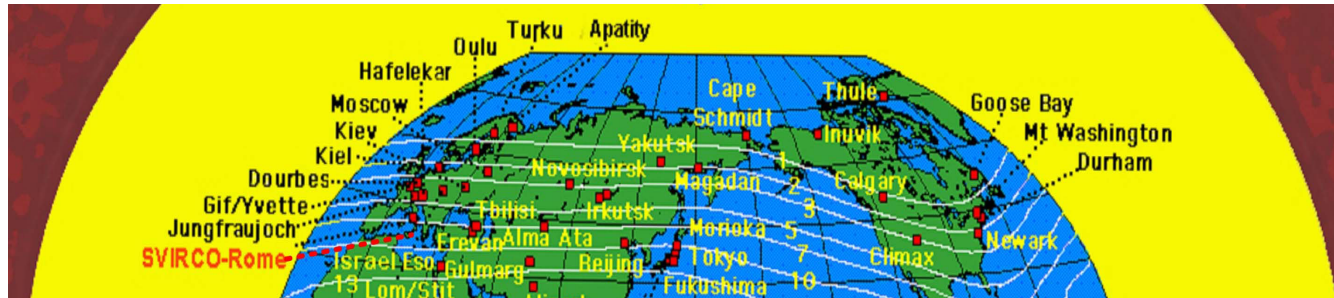 Turku
Apatity
Oulu
Hafelekar
Moscow
Kiev
Kiel
Dourbes
Gif/Yvette
Jungfraujoch
SVIRCO-Rome
Cape
Schmidt
Thule
Inuvik
Goose Bay
Mt Washington
Durham
Yakutsk
Novosibirsk
Magadan
Calgary
Irkutsk
Tbilisi
Erevan
Alma Ata
Morioka
Newark
Climax
Israel Eso
Gulmarg
Beijing
Tokyo
Fukushima
Lom/Stit
1
2
3
5
7
10
13